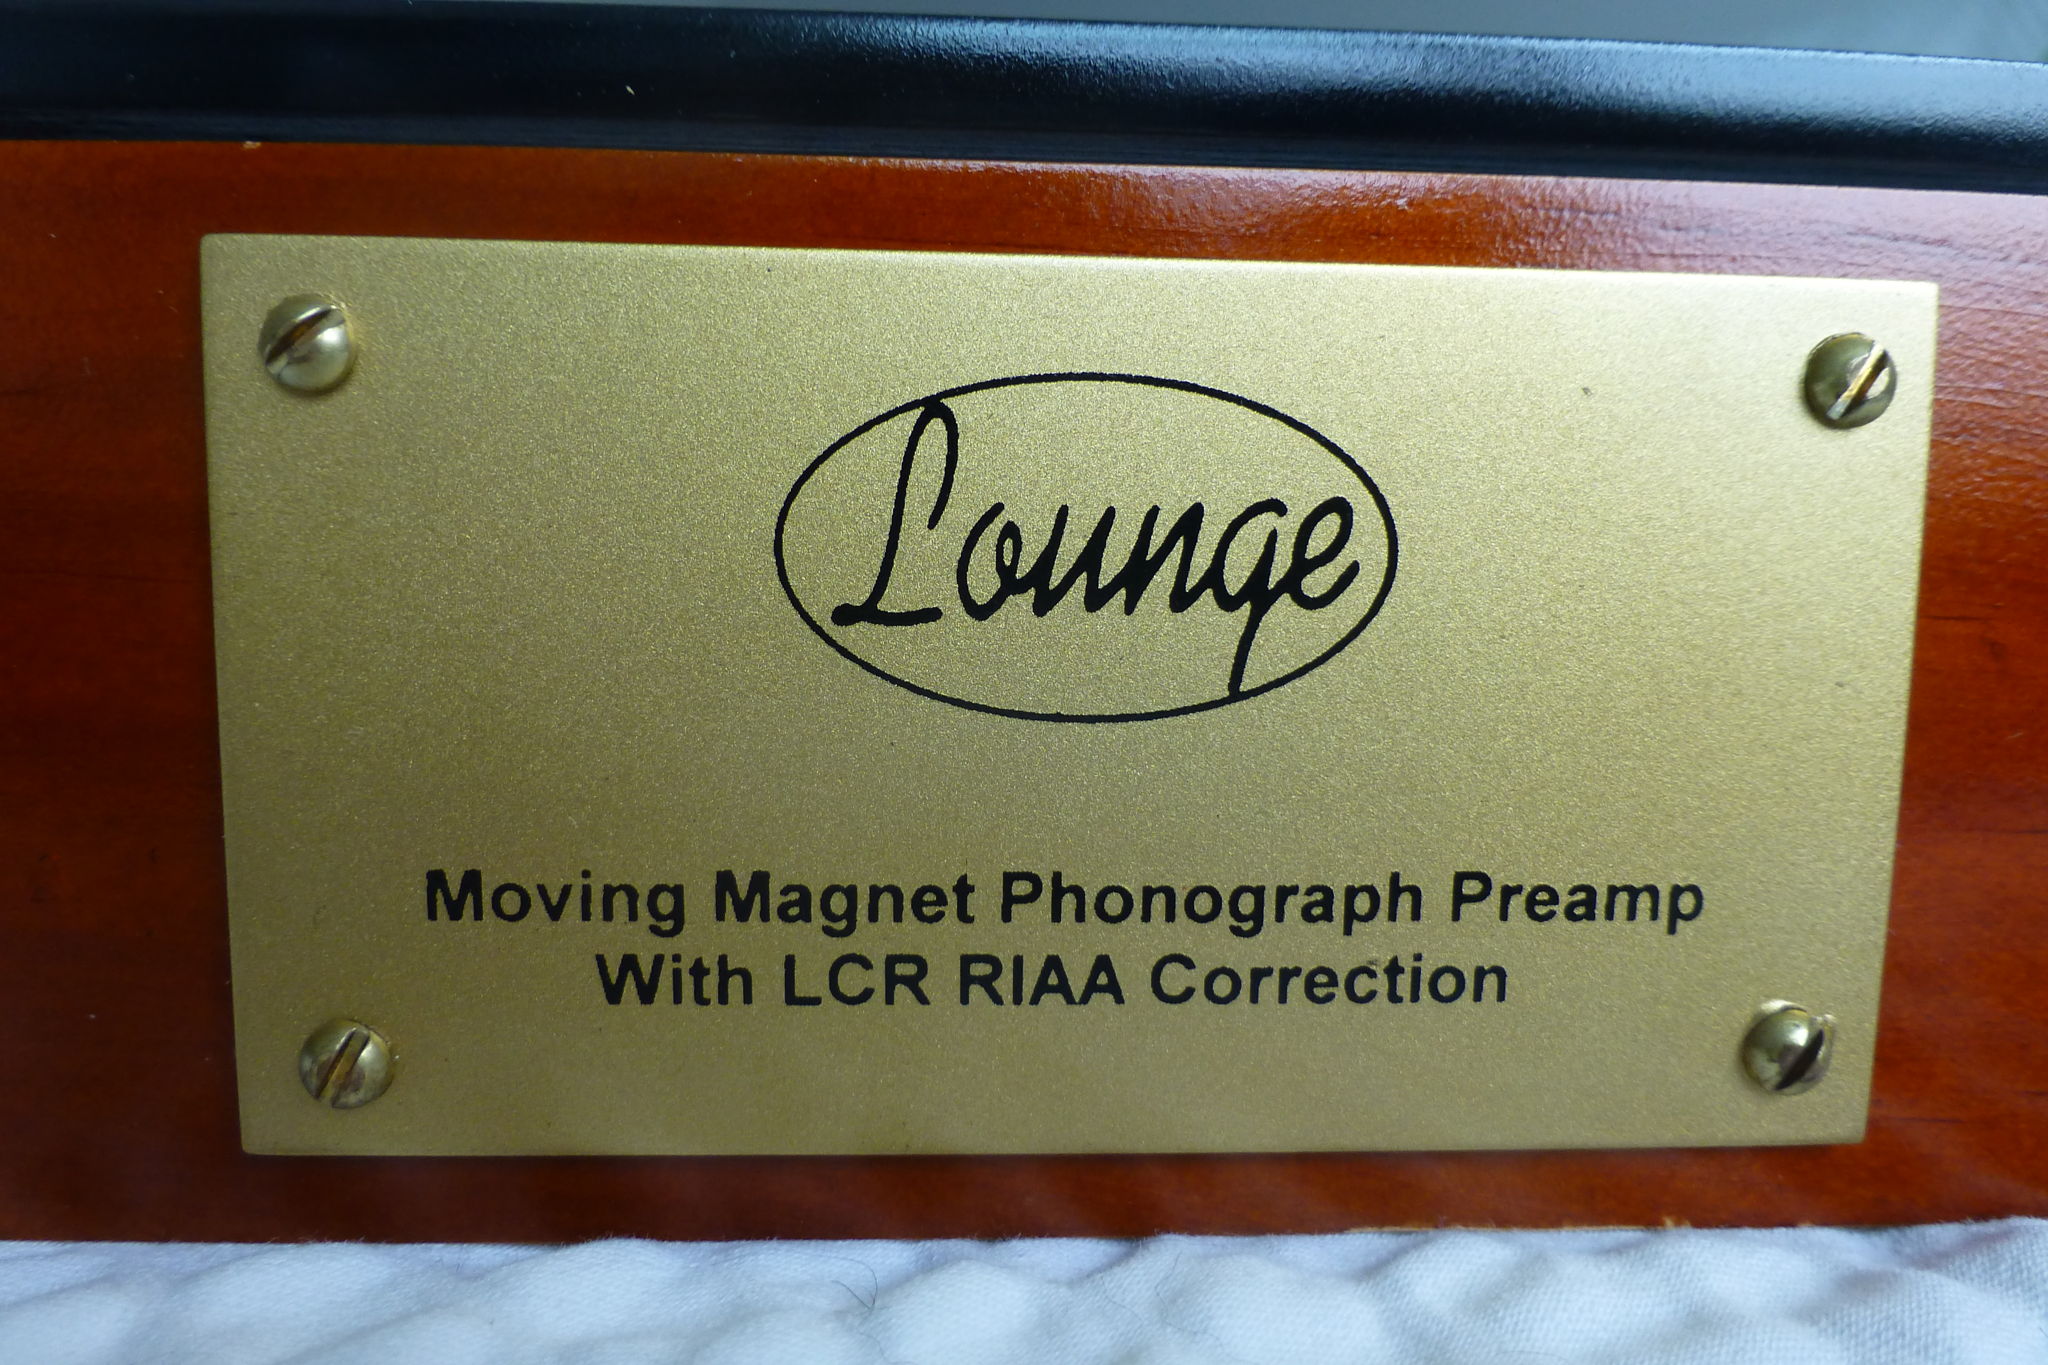 Lounge
Moving Magnet Phonograph Preamp
With LCR RIAA Correction